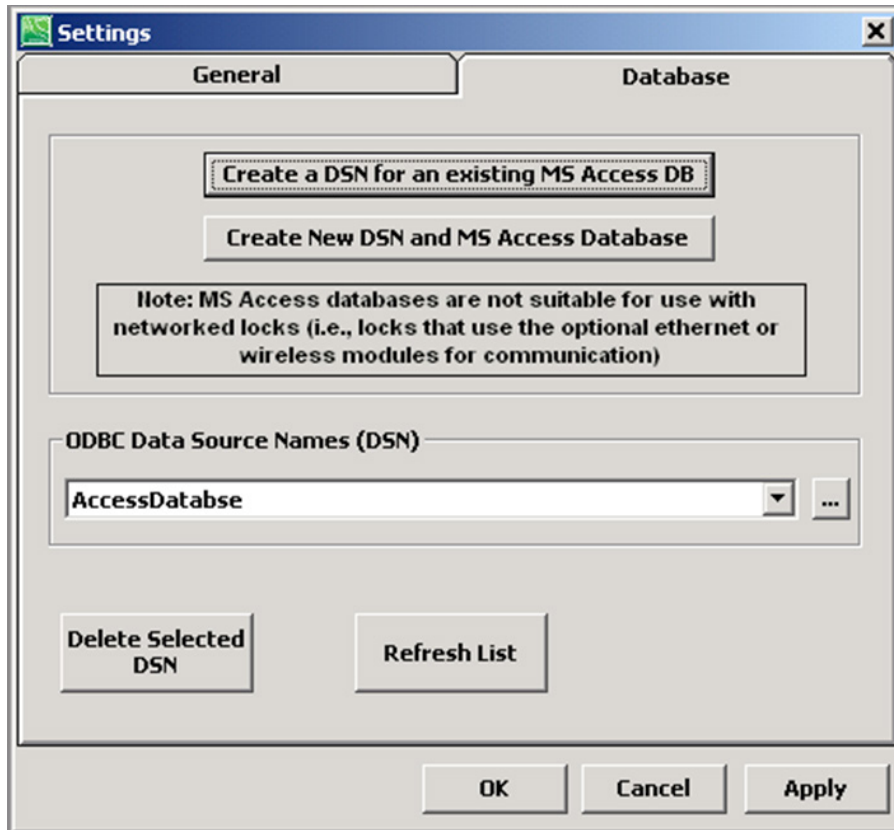 Settings
General
Database
Create a DSN for an existing MS Access DB
Create New DSN and MS Access Database
Note: MS Access databases are not suitable for use with
networked locks (i.e., locks that use the optional ethernet or
wireless modules for communication)
ODBC Data Source Names (DSN)
AccessDatabse
...
Delete Selected
DSN
Refresh List
OK
Cancel
Apply